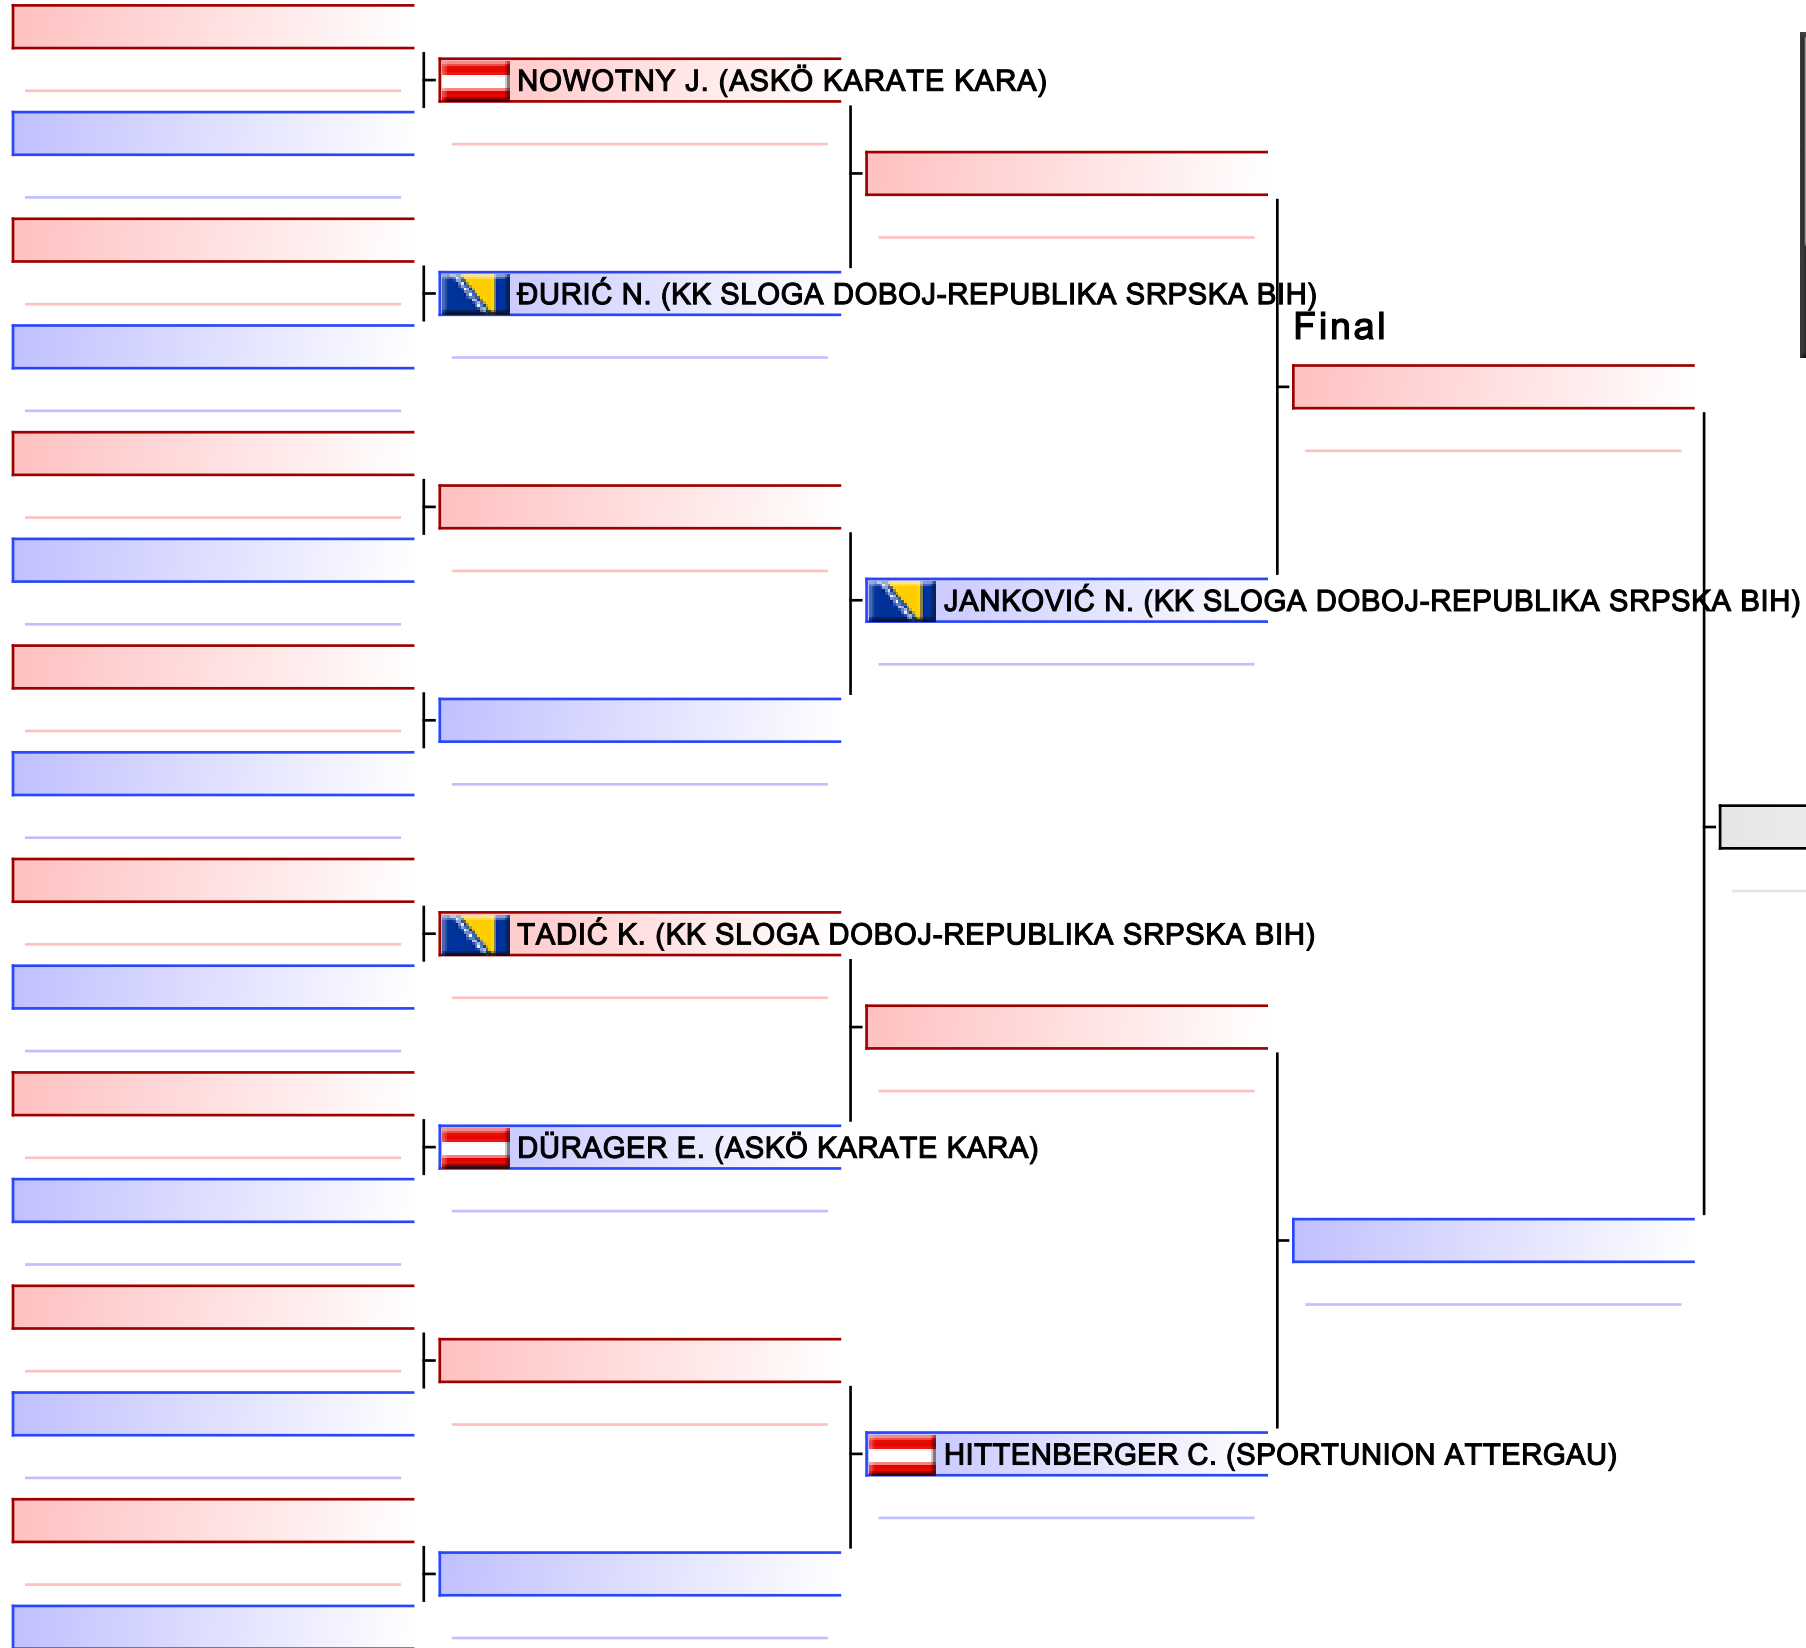 NOWOTNY J. (ASKÖ KARATE KARA)
ĐURIĆ N. (KK SLOGA DOBOJ-REPUBLIKA SRPSKA BIH)
Final
JANKOVIĆ N. (KK SLOGA DOBOJ-REPUBLIKA SRPSKA BIH)
TADIĆ K. (KK SLOGA DOBOJ-REPUBLIKA SRPSKA BIH)
DÜRAGER E. (ASKÖ KARATE KARA)
HITTENBERGER C. (SPORTUNION ATTERGAU)